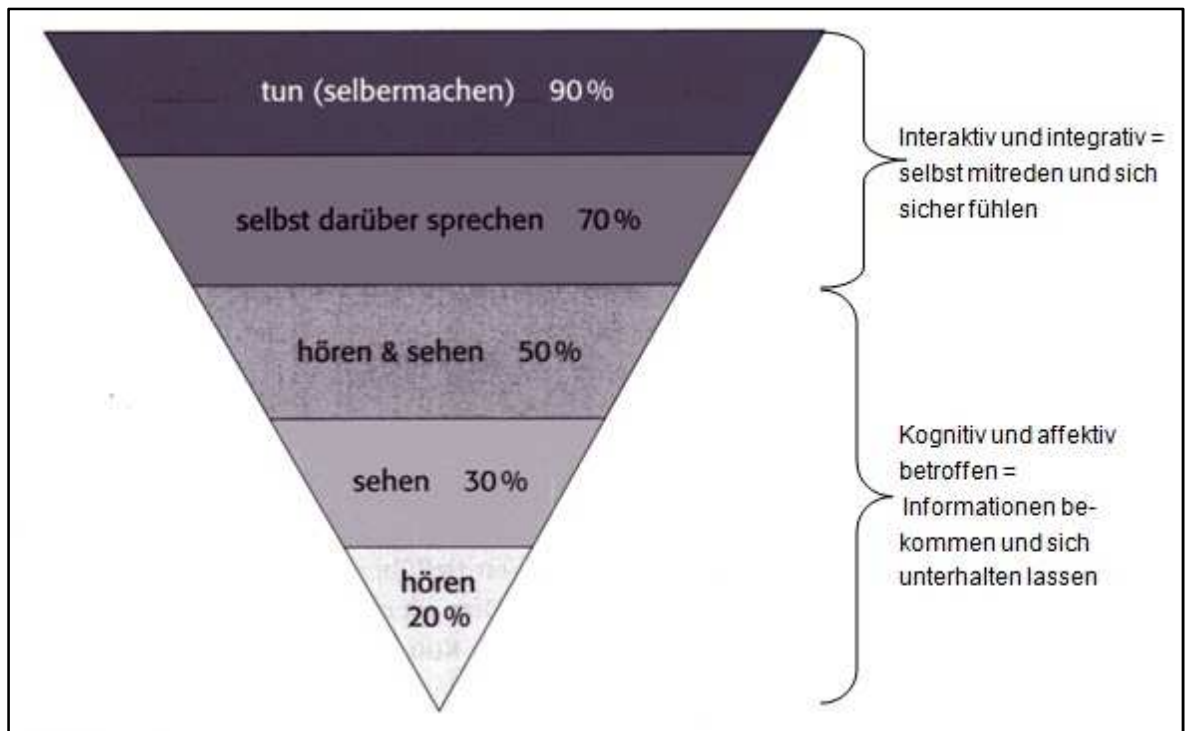 tun (selbermachen) 90%
selbst darüber sprechen 70%
hören & sehen 50%
sehen 30%
hören
20%
Interaktiv und integrativ =
selbst mitreden und sich
sicher fühlen
Kognitiv und affektiv
betroffen =
Informationen be-
kommen und sich
unterhalten lassen